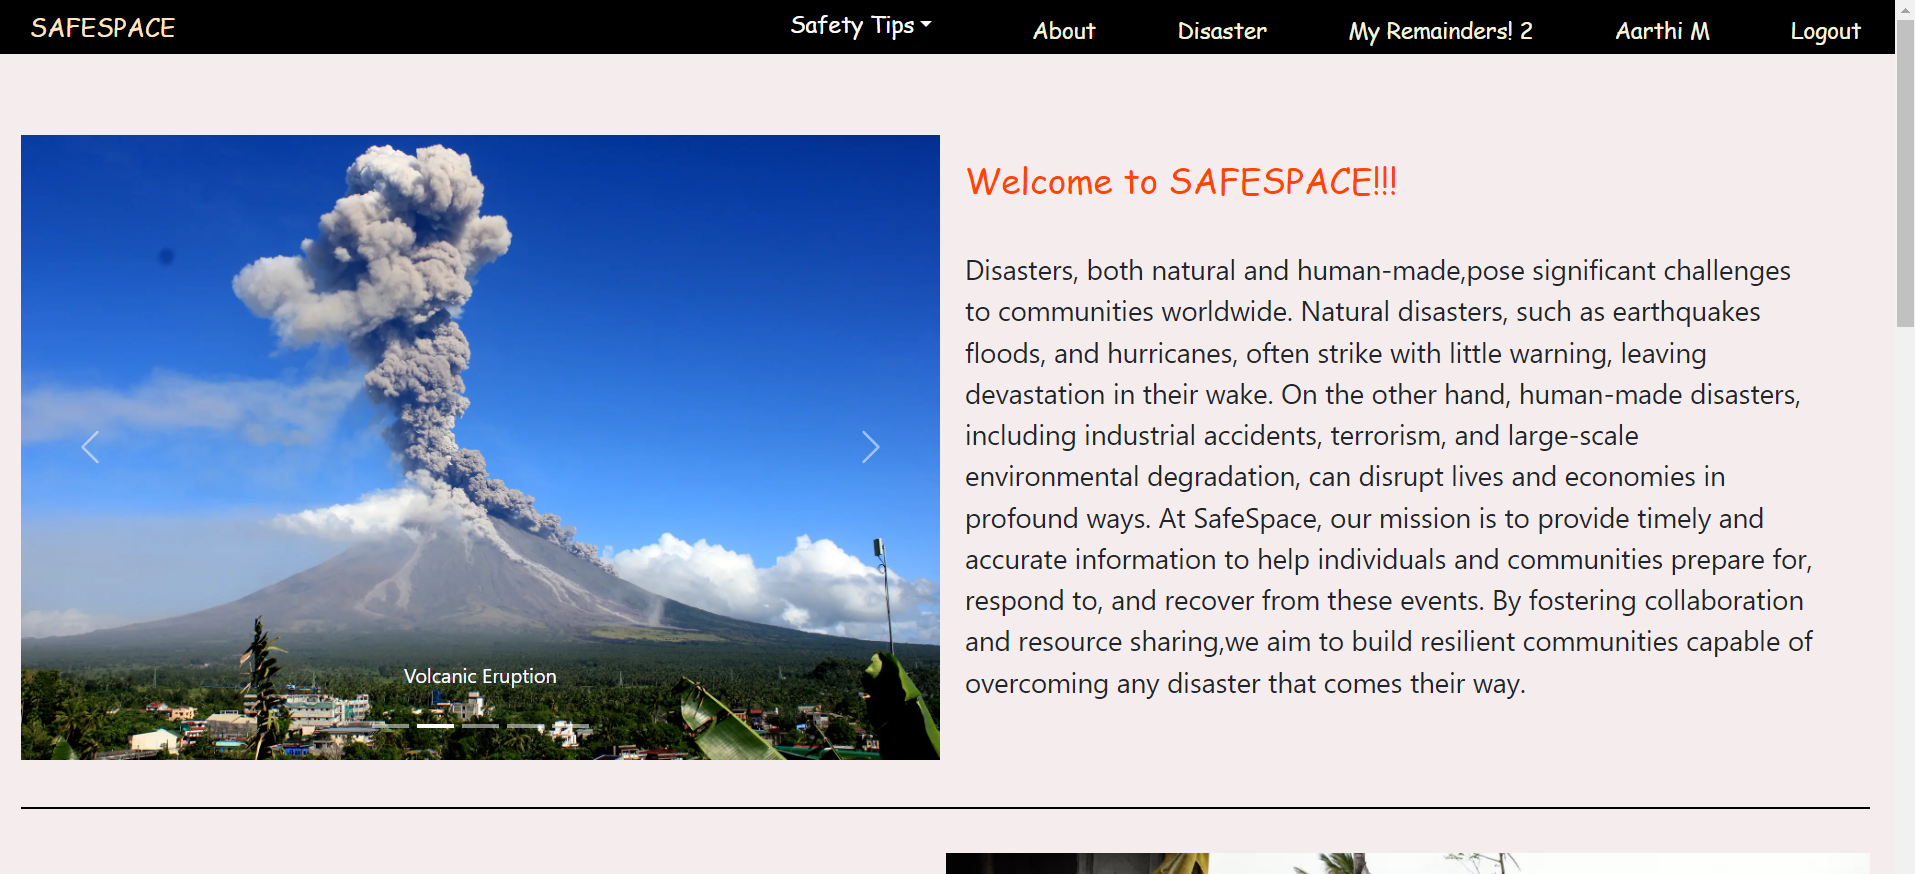 SAFESPACE
Safety Tips
About
Disaster
My Remainders! 2
Aarthi M
Logout
Volcanic Eruption
Welcome to SAFESPACE!!!
Disasters, both natural and human-made,pose significant challenges
to communities worldwide. Natural disasters, such as earthquakes
floods, and hurricanes, often strike with little warning, leaving
devastation in their wake. On the other hand, human-made disasters,
including industrial accidents, terrorism, and large-scale
environmental degradation, can disrupt lives and economies in
profound ways. At SafeSpace, our mission is to provide timely and
accurate information to help individuals and communities prepare for,
respond to, and recover from these events. By fostering collaboration
and resource sharing,we aim to build resilient communities capable of
overcoming any disaster that comes their way.